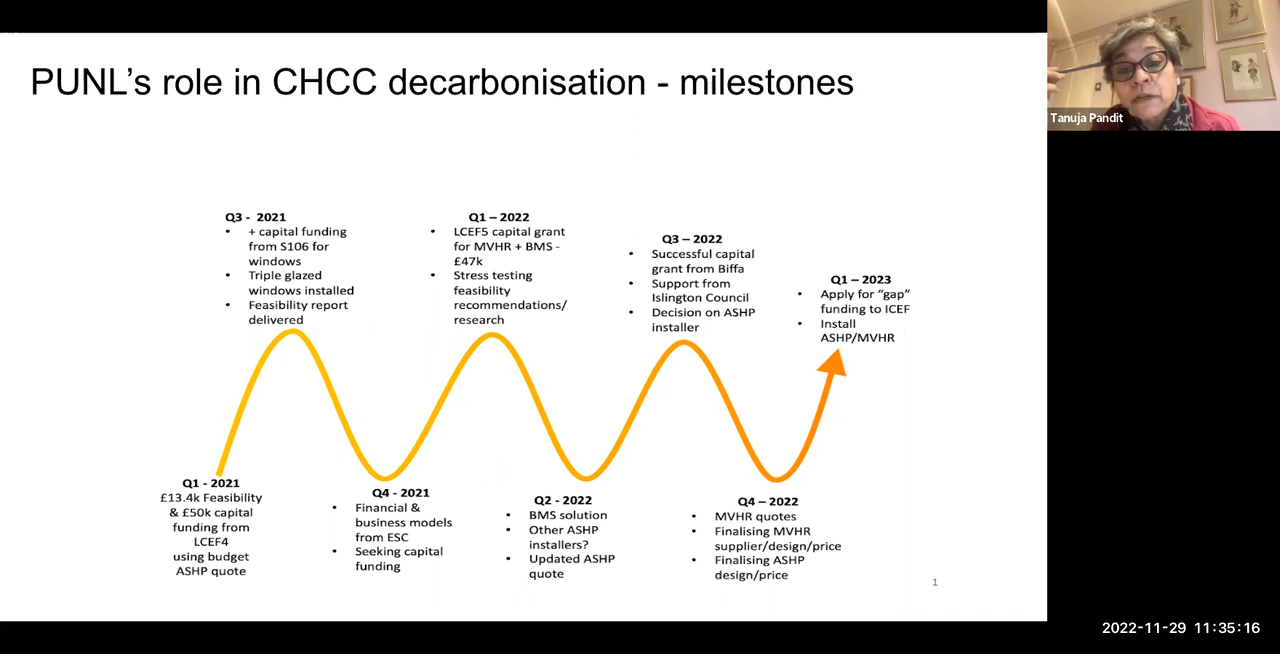 PUNL's role in CHCC decarbonisation - milestones
Tanuja Pandit
Q3 - 2021
• + capital funding
from S106 for
windows
• Triple glazed
windows installed
• Feasibility report
delivered
Q1 – 2022
• LCEF5 capital grant
for MVHR + BMS -
£47k
• Stress testing
feasibility
recommendations/
research
Q3 – 2022
• Successful capital
grant from Biffa
• Support from
Islington Council
• Decision on ASHP
installer
Q1 – 2023
• Apply for “gap”
funding to ICEF
• Install
ASHP/MVHR
Q1 - 2021
£13.4k Feasibility
& £50k capital
funding from
LCEF4
using budget
ASHP quote
Q4 - 2021
• Financial &
business models
from ESC
• Seeking capital
funding
Q2 - 2022
• BMS solution
• Other ASHP
installers?
• Updated ASHP
quote
Q4 – 2022
• MVHR quotes
• Finalising MVHR
supplier/design/price
• Finalising ASHP
design/price
1
2022-11-29 11:35:16